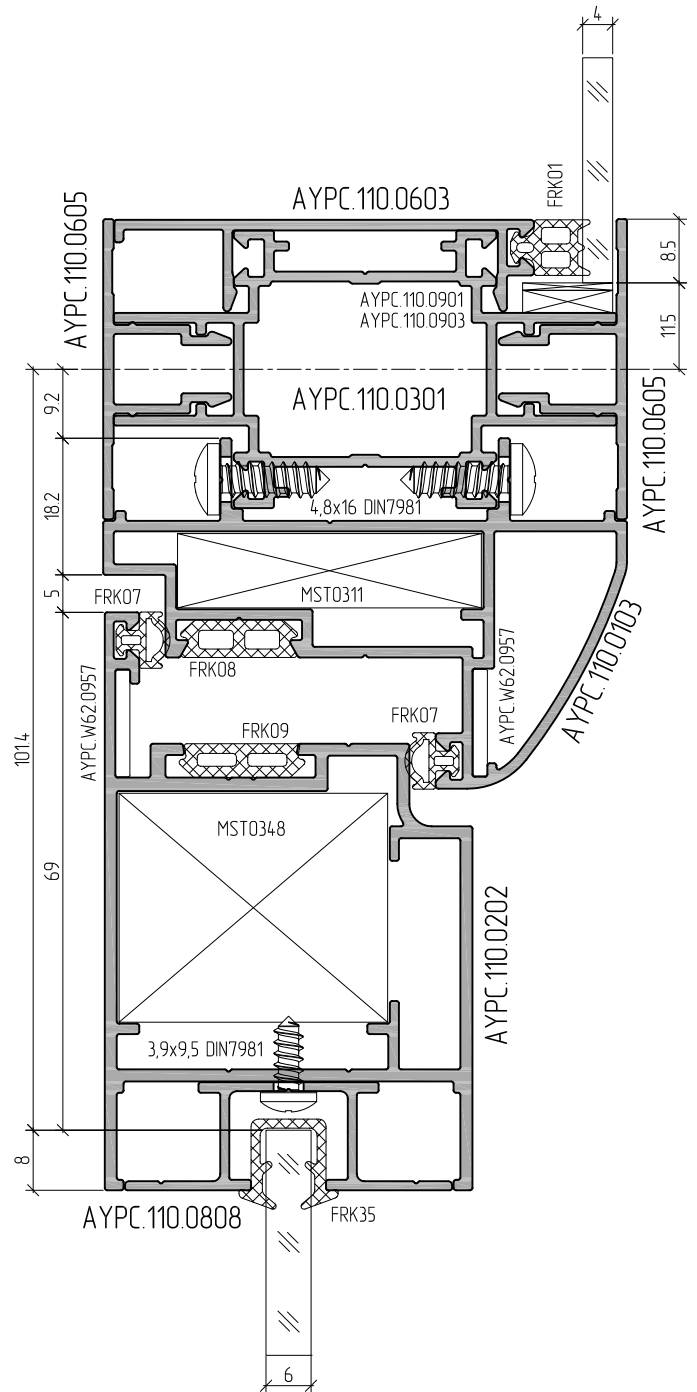 4
AYPC.110.0603
FRK01
AYPC.110.0605
8.5
AYPC.110.0901
AYPC.110.0903
11.5
9.2
AYPC.110.0301
AYPC.110.0605
18.2
4,8x16 DIN7981
5
FRK07
MST0311
AYPC.110.0103
FRK08
AYPC.W62.0957
AYPC.W62.0957
FRK09
FRK07
101.4
MST0348
69
AYPC.110.0202
3,9x9,5 DIN7981
8
AYPC.110.0808
FRK35
6